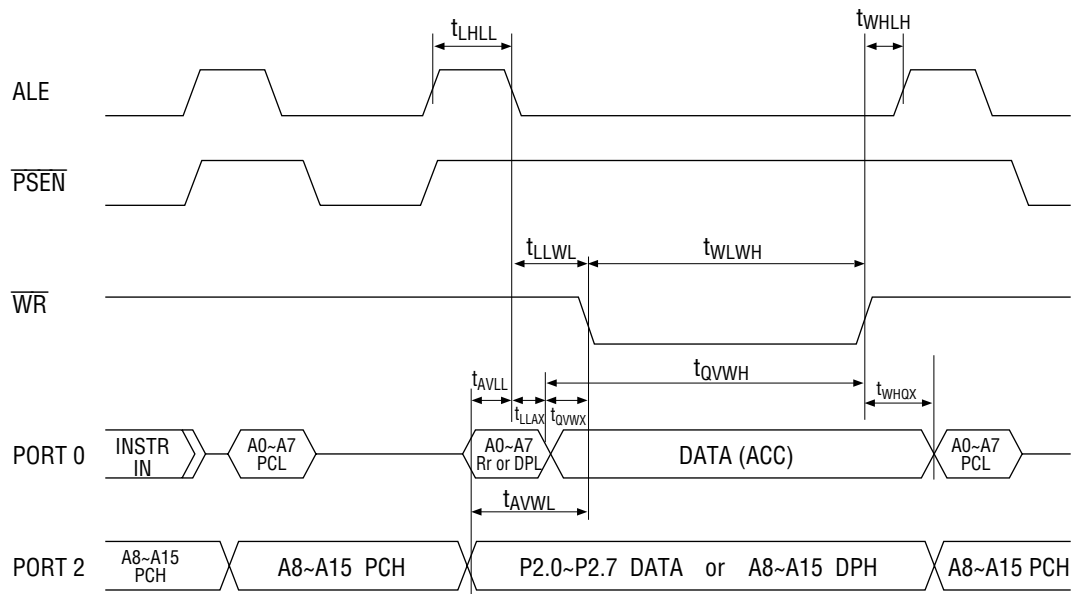 tLHLL
tWHLH
ALE
PSEN
tLLWL
tWLWH
WR
tQVWH
tAVLL
tLLAX
tQVWX
tWHQX
PORT 0
INSTR
IN
A0~A7
PCL
A0~A7
Rr or DPL
DATA (ACC)
A0~A7
PCL
tAVWL
PORT 2
A8~A15
PCH
A8~A15 PCH
P2.0~P2.7 DATA or A8~A15 DPH
A8~A15 PCH